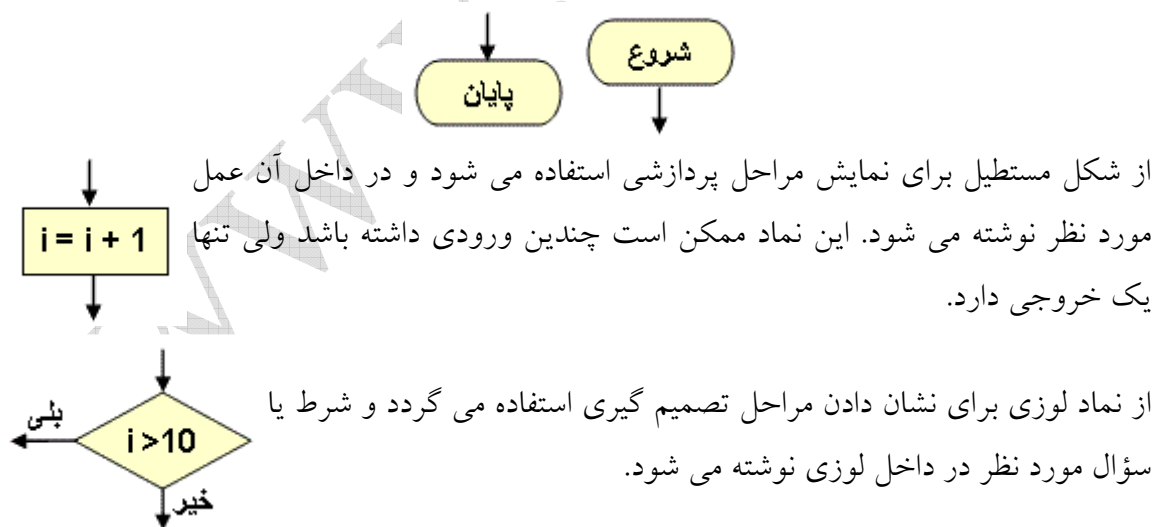 شروع
پایان
از شکل مستطیل برای نمایش مراحل پردازشی استفاده می شود و در داخل آن عمل
مورد نظر نوشته می شود. این نماد ممکن است چندین ورودی داشته باشد ولی تنها
یک خروجی دارد.
i = i + 1
از نماد لوزی برای نشان دادن مراحل تصمیم گیری استفاده می گردد و شرط یا
سؤال مورد نظر در داخل لوزی نوشته می شود.
بلی
i >10
خیر